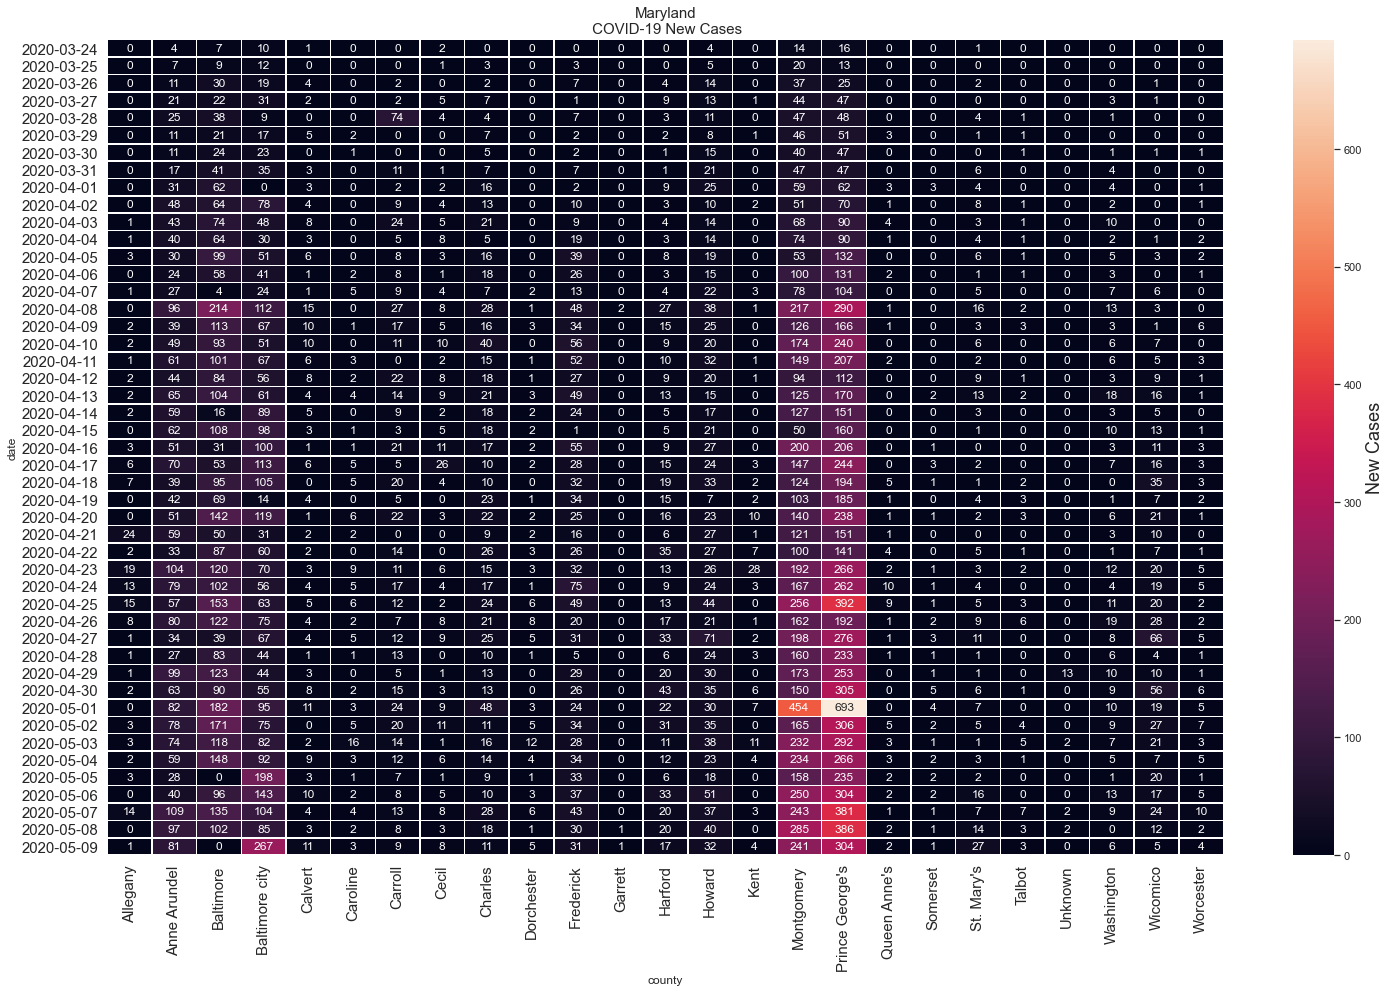 Maryland
COVID-19 New Cases
2020-03-24 0 4 7 10 1 0 0 2 0 0 0 0 0 4 0 14 16 0 0 1 0 0 0 0 0
2020-03-25 0 7 9 12 0 0 0 1 3 0 3 0 0 5 0 20 13 0 0 0 0 0 0 0 0
2020-03-26 0 11 30 19 4 0 2 0 2 0 7 0 4 14 0 37 25 0 0 2 0 0 0 1 0
2020-03-27 0 21 22 31 2 0 2 5 7 0 1 0 9 13 1 44 47 0 0 0 0 0 3 1 0
2020-03-28 0 25 38 9 0 0 74 4 4 0 7 0 3 11 0 47 48 0 0 4 1 0 1 0 0
2020-03-29 0 11 21 17 5 2 0 0 7 0 2 0 2 8 1 46 51 3 0 1 1 0 0 0 0
2020-03-30 0 11 24 23 0 1 0 0 5 0 2 0 1 15 0 40 47 0 0 0 1 0 1 1 1
2020-03-31 0 17 41 35 3 0 11 1 7 0 7 0 1 21 0 47 47 0 0 6 0 0 4 0 0
2020-04-01 0 31 62 0 3 0 2 2 16 0 2 0 9 25 0 59 62 3 3 4 0 0 4 0 1
2020-04-02 0 48 64 78 4 0 9 4 13 0 10 0 3 10 2 51 70 1 0 8 1 0 2 0 1
2020-04-03 1 43 74 48 8 0 24 5 21 0 9 0 4 14 0 68 90 4 0 3 1 0 10 0 0
2020-04-04 1 40 64 30 3 0 5 8 5 0 19 0 3 14 0 74 90 1 0 4 1 0 2 1 2
2020-04-05 3 30 99 51 6 0 8 3 16 0 39 0 8 19 0 53 132 0 0 6 1 0 5 3 2
2020-04-06 0 24 58 41 1 2 8 1 18 0 26 0 3 15 0 100 131 2 0 1 1 0 3 0 1
2020-04-07 1 27 4 24 1 5 9 4 7 2 13 0 4 22 3 78 104 0 0 5 0 0 7 6 0
2020-04-08 0 96 214 112 15 0 27 8 28 1 48 2 27 38 1 217 290 1 0 16 2 0 13 3 0
2020-04-09 2 39 113 67 10 1 17 5 16 3 34 0 15 25 0 126 166 1 0 3 3 0 3 1 6
2020-04-10 2 49 93 51 10 0 11 10 40 0 56 0 9 20 0 174 240 0 0 6 0 0 6 7 0
2020-04-11 1 61 101 67 6 3 0 2 15 1 52 0 10 32 1 149 207 2 0 2 0 0 6 5 3
2020-04-12 2 44 84 56 8 2 22 8 18 1 27 0 9 20 1 94 112 0 0 9 1 0 3 9 1
2020-04-13 2 65 104 61 4 4 14 9 21 3 49 0 13 15 0 125 170 0 2 13 2 0 18 16 1
2020-04-14 2 59 16 89 5 0 9 2 18 2 24 0 5 17 0 127 151 0 0 3 0 0 3 5 0
2020-04-15 0 62 108 98 3 1 3 5 18 2 1 0 5 21 0 50 160 0 0 1 0 0 10 13 1
2020-04-16 3 51 31 100 1 1 21 11 17 2 55 0 9 27 0 200 206 0 1 0 0 0 3 11 3
2020-04-17 6 70 53 113 6 5 5 26 10 2 28 0 15 24 3 147 244 0 3 2 0 0 7 16 3
2020-04-18 7 39 95 105 0 5 20 4 10 0 32 0 19 33 2 124 194 5 1 1 2 0 0 35 3
2020-04-19 0 42 69 14 4 0 5 0 23 1 34 0 15 7 2 103 185 1 0 4 3 0 1 7 2
2020-04-20 0 51 142 119 1 6 22 3 22 2 25 0 16 23 10 140 238 1 1 2 3 0 6 21 1
2020-04-21 24 59 50 31 2 2 0 0 9 2 16 0 6 27 1 121 151 1 0 0 0 0 3 10 0
2020-04-22 2 33 87 60 2 0 14 0 26 3 26 0 35 27 7 100 141 4 0 5 1 0 1 7 1
2020-04-23 19 104 120 70 3 9 11 6 15 3 32 0 13 26 28 192 266 2 1 3 2 0 12 20 5
2020-04-24 13 79 102 56 4 5 17 4 17 1 75 0 9 24 3 167 262 10 1 4 0 0 4 19 5
2020-04-25 15 57 153 63 5 6 12 2 24 6 49 0 13 44 0 256 392 9 1 5 3 0 11 20 2
2020-04-26 8 80 122 75 4 2 7 8 21 8 20 0 17 21 1 162 192 1 2 9 6 0 19 28 2
2020-04-27 1 34 39 67 4 5 12 9 25 5 31 0 33 71 2 198 276 1 3 11 0 0 8 66 5
2020-04-28 1 27 83 44 1 1 13 0 10 1 5 0 6 24 3 160 233 1 1 1 0 0 6 4 1
2020-04-29 1 99 123 44 3 0 5 1 13 0 29 0 20 30 0 173 253 0 1 1 0 13 10 10 1
2020-04-30 2 63 90 55 8 2 15 3 13 0 26 0 43 35 6 150 305 0 5 6 1 0 9 56 6
2020-05-01 0 82 182 95 11 3 24 9 48 3 24 0 22 30 7 454 693 0 4 7 0 0 10 19 5
2020-05-02 3 78 171 75 0 5 20 11 11 5 34 0 31 35 0 165 306 5 2 5 4 0 9 27 7
2020-05-03 3 74 118 82 2 16 14 1 16 12 28 0 11 38 11 232 292 3 1 1 5 2 7 21 3
2020-05-04 2 59 148 92 9 3 12 6 14 4 34 0 12 23 4 234 266 3 2 3 1 0 5 7 5
2020-05-05 3 28 0 198 3 1 7 1 9 1 33 0 6 18 0 158 235 2 2 2 0 0 1 20 1
2020-05-06 0 40 96 143 10 2 8 5 10 3 37 0 33 51 0 250 304 2 2 16 0 0 13 17 5
2020-05-07 14 109 135 104 4 4 13 8 28 6 43 0 20 37 3 243 381 1 1 7 7 2 9 24 10
2020-05-08 0 97 102 85 3 2 8 3 18 1 30 1 20 40 0 285 386 2 1 14 3 2 0 12 2
2020-05-09 1 81 0 267 11 3 9 8 11 5 31 1 17 32 4 241 304 2 1 27 3 0 6 5 4
date
Allegany
Anne Arundel
Baltimore
Baltimore city
Calvert
Caroline
Carroll
Cecil
Charles
Dorchester
Frederick
Garrett
Harford
Howard
Kent
Montgomery
Prince George's
Queen Anne's
Somerset
St. Mary's
Talbot
Unknown
Washington
Wicomico
Worcester
county
600
500
400
300
200
100
0
New Cases